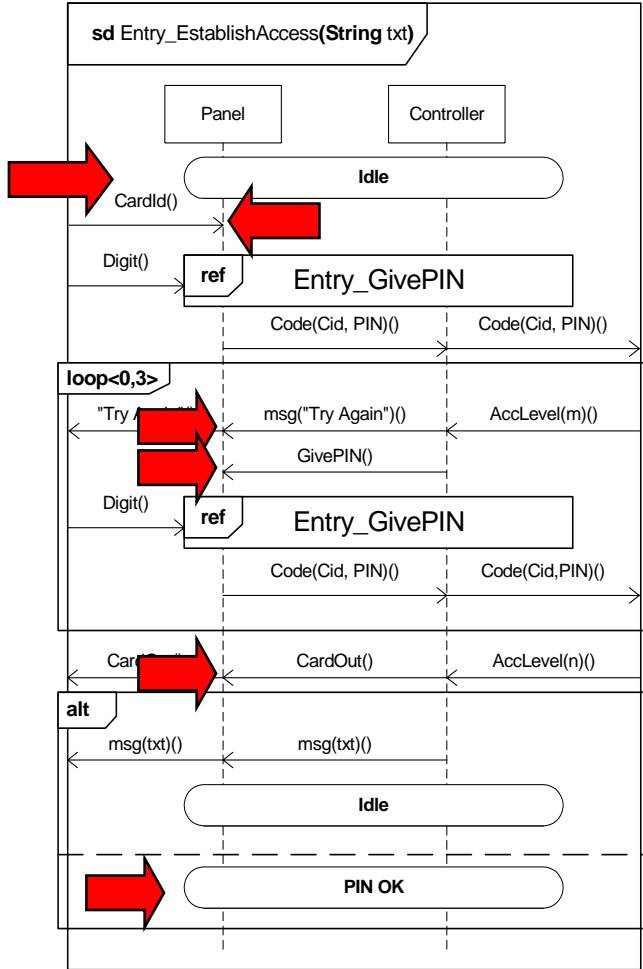 sd Entry_EstablishAccess(String txt)
Panel Controller
Idle
CardId()
Digit()
ref Entry_GivePIN
Code(Cid, PIN)() Code(Cid, PIN)()
loop<0,3>
"Try msg("Try Again")() AccLevel(m)()
GivePIN()
Digit()
ref Entry_GivePIN
Code(Cid, PIN)() Code(Cid,PIN)()
CardOut() AccLevel(n)()
alt
msg(txt)() msg(txt)()
Idle
PIN OK